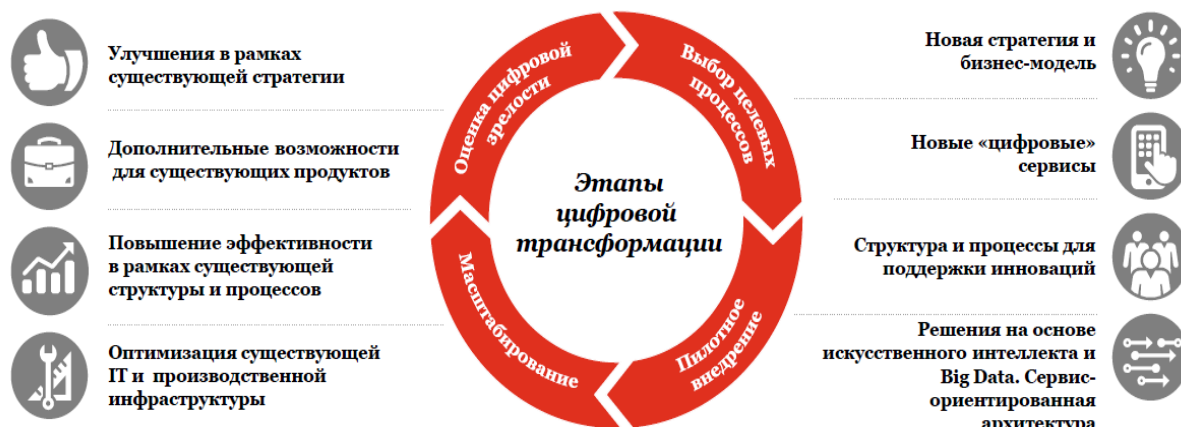 Улучшения в рамках
существующей стратегии
Дополнительные возможности
для существующих продуктов
Повышение эффективности
в рамках существующей
структуры и процессов
Оптимизация существующей
IT и производственной
инфраструктуры
Оценка цифровой
зрелости
Выбор целевых
процессов
Пилотное
внедрение
Масштабирование
Этапы
цифровой
трансформации
Новая стратегия и
бизнес-модель
Новые «цифровые»
сервисы
Структура и процессы для
поддержки инноваций
Решения на основе
искусственного интеллекта и
Big Data. Сервис-
ориентированная
архитектура